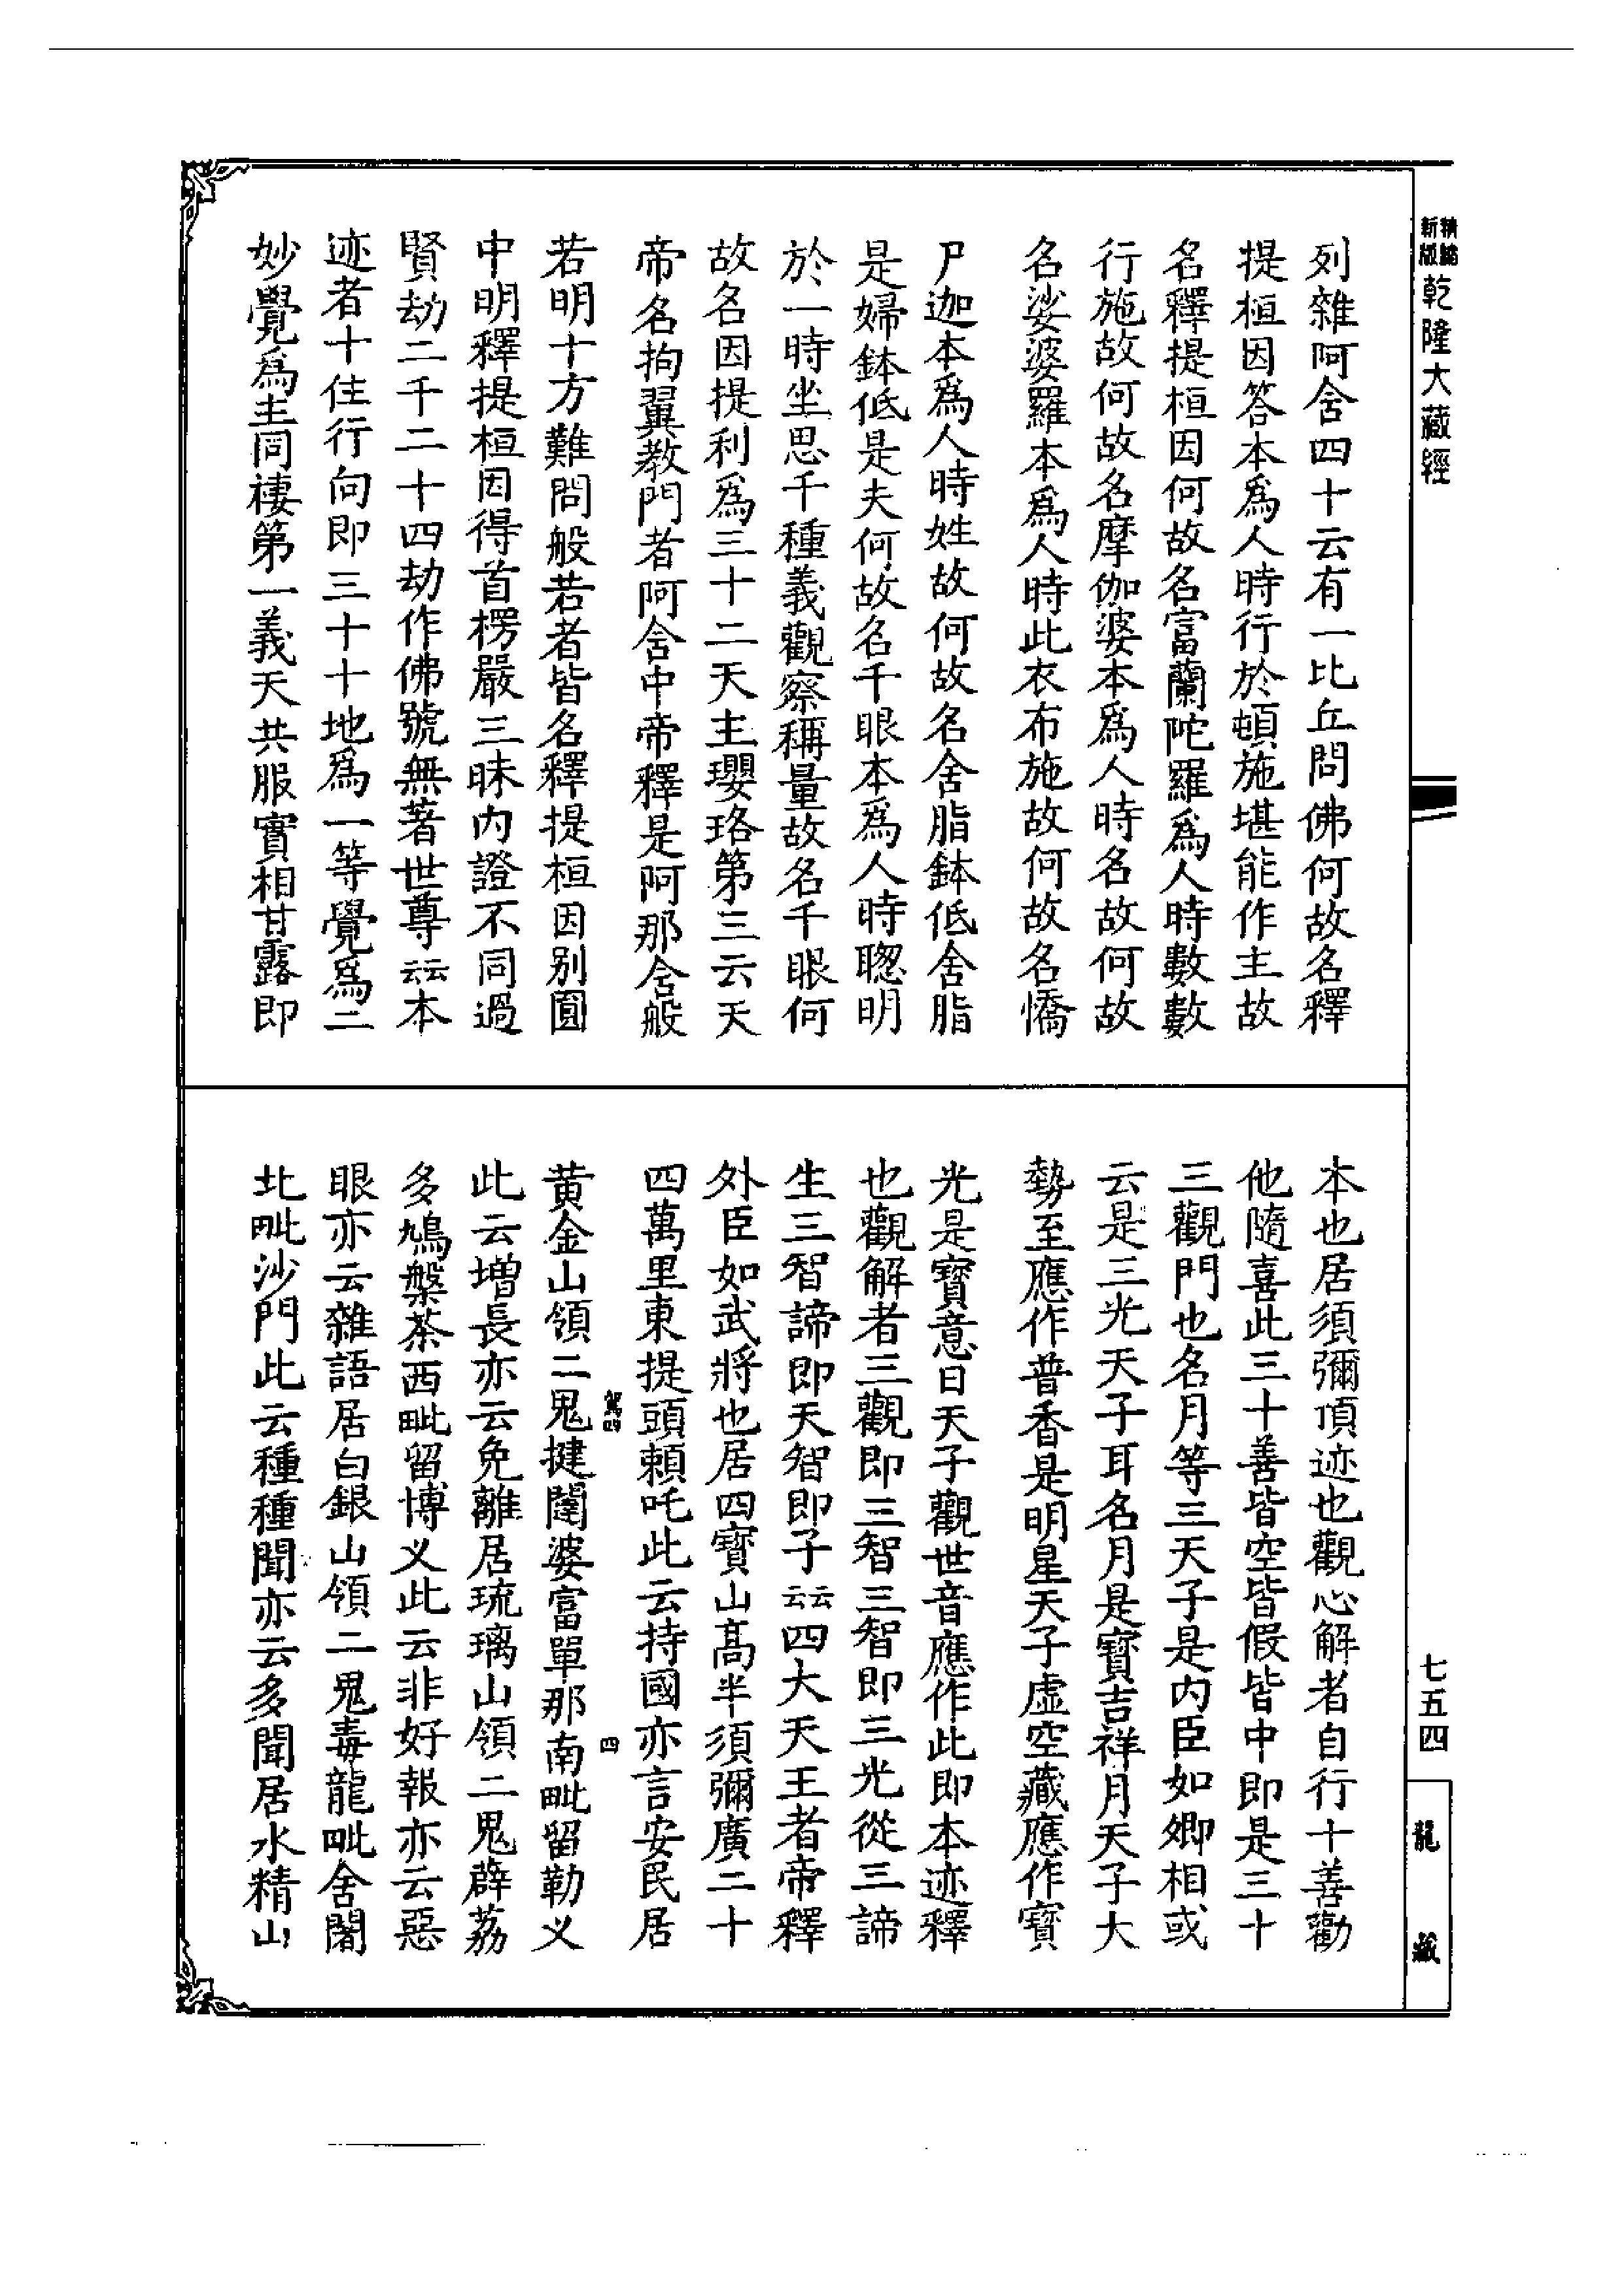 新版精縮乾隆大藏經
列雜阿含四十云有一比丘問佛何故名釋
提桓因答本爲人時行於頓施堪能作主故
名釋提桓因何故名富蘭陀羅爲人時數數
行施故何故名摩伽婆本爲人時名故何故
名娑婆羅本爲人時此衣布施故何故名憍
尸迦本爲人時姓故何故名舍脂鉢低舍脂
是婦鉢低是夫何故名千眼本爲人時聰明
於一時坐思千種義觀察稱量故名千眼何
故名因提利爲三十二天主瓔珞第三云天
帝名拘翼教門者阿含中帝釋是阿那含般
若明十方難問般若者皆名釋提桓因別圓
中明釋提桓因得首楞嚴三昧內證不同過
賢劫二千二十四劫作佛號無著世尊云云本
迹者十住行向即三十十地爲一等覺爲二
妙覺爲主同棲第一義天共服實相甘露即
本也居須彌頂迹也觀心解者自行十善勸
他隨喜此三十善皆空皆假皆中即是三十
三觀門也名月等三天子是內臣如卿相或
云是三光天子耳名月是寶吉祥月天子大
勢至應作普香是明星天子虛空藏應作寶
光是寶意日天子觀世音應作此即本迹釋
也觀解者三觀即三智三智即三光從三諦
生三智諦即天智即子云云四大天王者帝釋
外臣如武將也居四寶山高半須彌廣二十
四萬里東提頭賴吒此云持國亦言安民居
駕四 四
黃金山領二鬼揵闥婆富單那南毗留勒义
此云增長亦云免離居琉璃山領二鬼薜荔
多鳩槃荼西毗留博义此云非好報亦云惡
眼亦云雜語居白銀山領二鬼毒龍毗舍闍
北毗沙門此云種種聞亦云多聞居水精山
七五四
龍藏